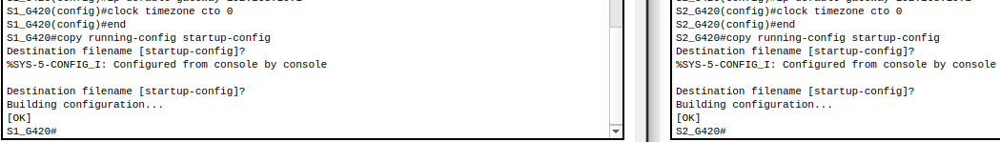 S1_G420(config)#clock timezone cto 0
S1_G420(config)#end
S1_G420#copy running-config startup-config
Destination filename [startup-config]?
%SYS-5-CONFIG_I: Configured from console by console
Destination filename [startup-config]?
Building configuration...
[OK]
S1_G420#
S2_G420(config)#clock timezone cto 0
S2_G420(config)#end
S2_G420#copy running-config startup-config
Destination filename [startup-config]?
%SYS-5-CONFIG_I: Configured from console by console
Destination filename [startup-config]?
Building configuration...
[OK]
S2_G420#